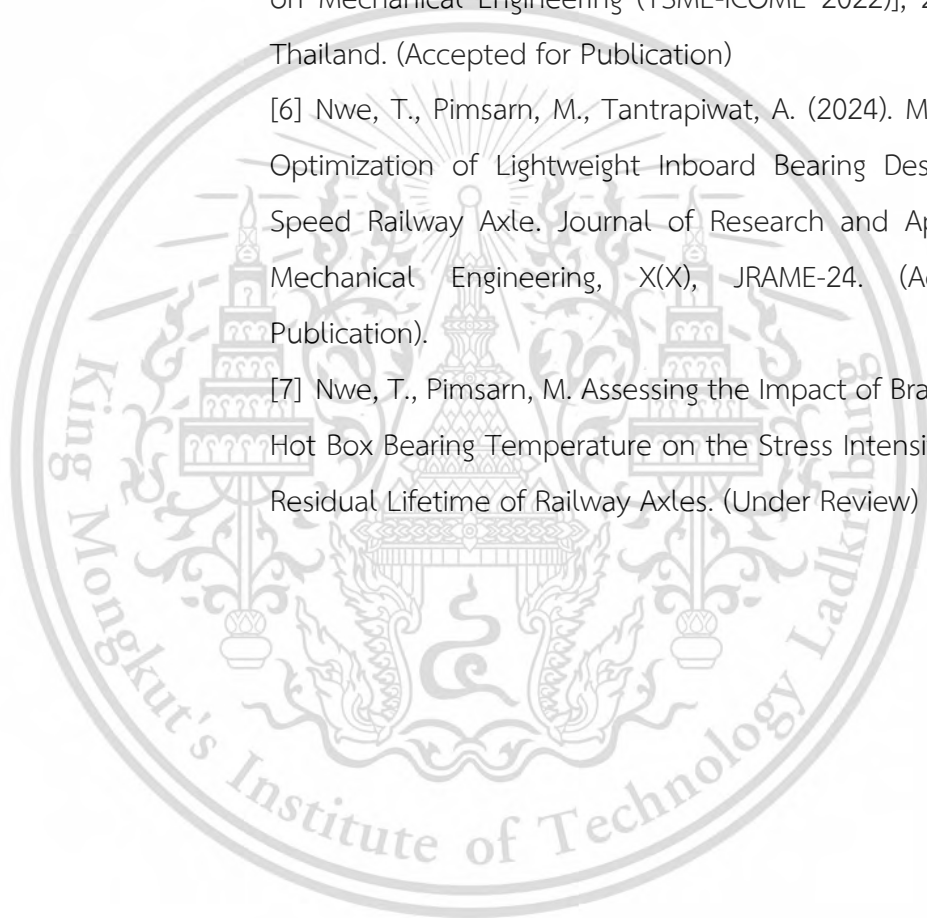 on Mechanical Engineering (TSME-ICOME 2022)], 2
Thailand. (Accepted for Publication)
[6] Nwe, T., Pimsarn, M., Tantrapiwat, A. (2024). M
Optimization of Lightweight Inboard Bearing Des
Speed Railway Axle. Journal of Research and Ap
Mechanical Engineering, X(X), JRAME-24. (Ac
Publication).
[7] Nwe, T., Pimsarn, M. Assessing the Impact of Bra
Hot Box Bearing Temperature on the Stress Intensi
Residual Lifetime of Railway Axles. (Under Review)
King Mongkut's Institute of Technology Ladkrabang